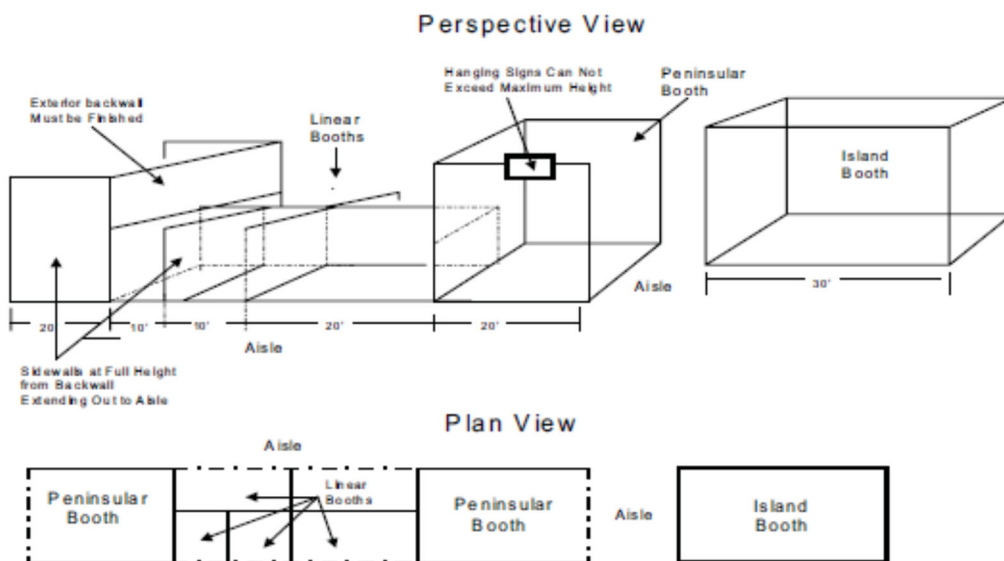 Perspective View
Hanging Signs Can Not
Exceed Maximum Height
Peninsular
Booth
Exterior backwall
Must be Finished
Linear
Booths
Island
Booth
Aisle
30'
20'
10'
10'
20'
20'
Aisle
Sidewalls at Full Height
from Backwall
Extending Out to Aisle
Plan View
Aisle
Peninsular
Booth
Linear
Booths
Peninsular
Booth
Aisle
Island
Booth